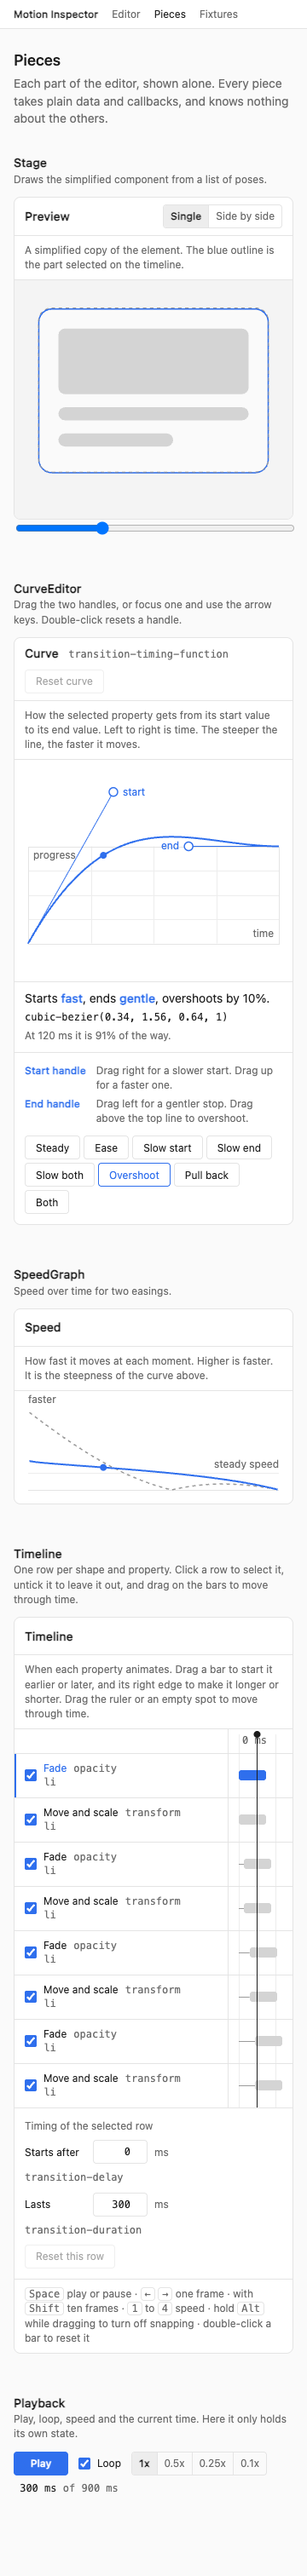 Motion Inspector Editor Pieces Fixtures
Pieces
Each part of the editor, shown alone. Every piece
takes plain data and callbacks, and knows nothing
about the others.
Stage
Draws the simplified component from a list of poses.
Preview Single Side by side
A simplified copy of the element. The blue outline is
the part selected on the timeline.
CurveEditor
Drag the two handles, or focus one and use the arrow
keys. Double-click resets a handle.
Curve transition-timing-function
Reset curve
How the selected property gets from its start value
to its end value. Left to right is time. The steeper the
line, the faster it moves.
start
end
progress
time
Starts fast, ends gentle, overshoots by 10%.
cubic-bezier(0.34, 1.56, 0.64, 1)
At 120 ms it is 91% of the way.
Start handle Drag right for a slower start. Drag up
for a faster one.
End handle Drag left for a gentler stop. Drag
above the top line to overshoot.
Steady Ease Slow start Slow end
Slow both Overshoot Pull back
Both
SpeedGraph
Speed over time for two easings.
Speed
How fast it moves at each moment. Higher is faster.
It is the steepness of the curve above.
faster
steady speed
Timeline
One row per shape and property. Click a row to select it,
untick it to leave it out, and drag on the bars to move
through time.
Timeline
When each property animates. Drag a bar to start it
earlier or later, and its right edge to make it longer or
shorter. Drag the ruler or an empty spot to move
through time.
0 ms
Fade opacity
li
Move and scale transform
li
Fade opacity
li
Move and scale transform
li
Fade opacity
li
Move and scale transform
li
Fade opacity
li
Move and scale transform
li
Timing of the selected row
Starts after 0 ms
transition-delay
Lasts 300 ms
transition-duration
Reset this row
Space play or pause · ← → one frame · with
Shift ten frames · 1 to 4 speed · hold Alt
while dragging to turn off snapping · double-click a
bar to reset it
Playback
Play, loop, speed and the current time. Here it only holds
its own state.
Play Loop 1x 0.5x 0.25x 0.1x
300 ms of 900 ms